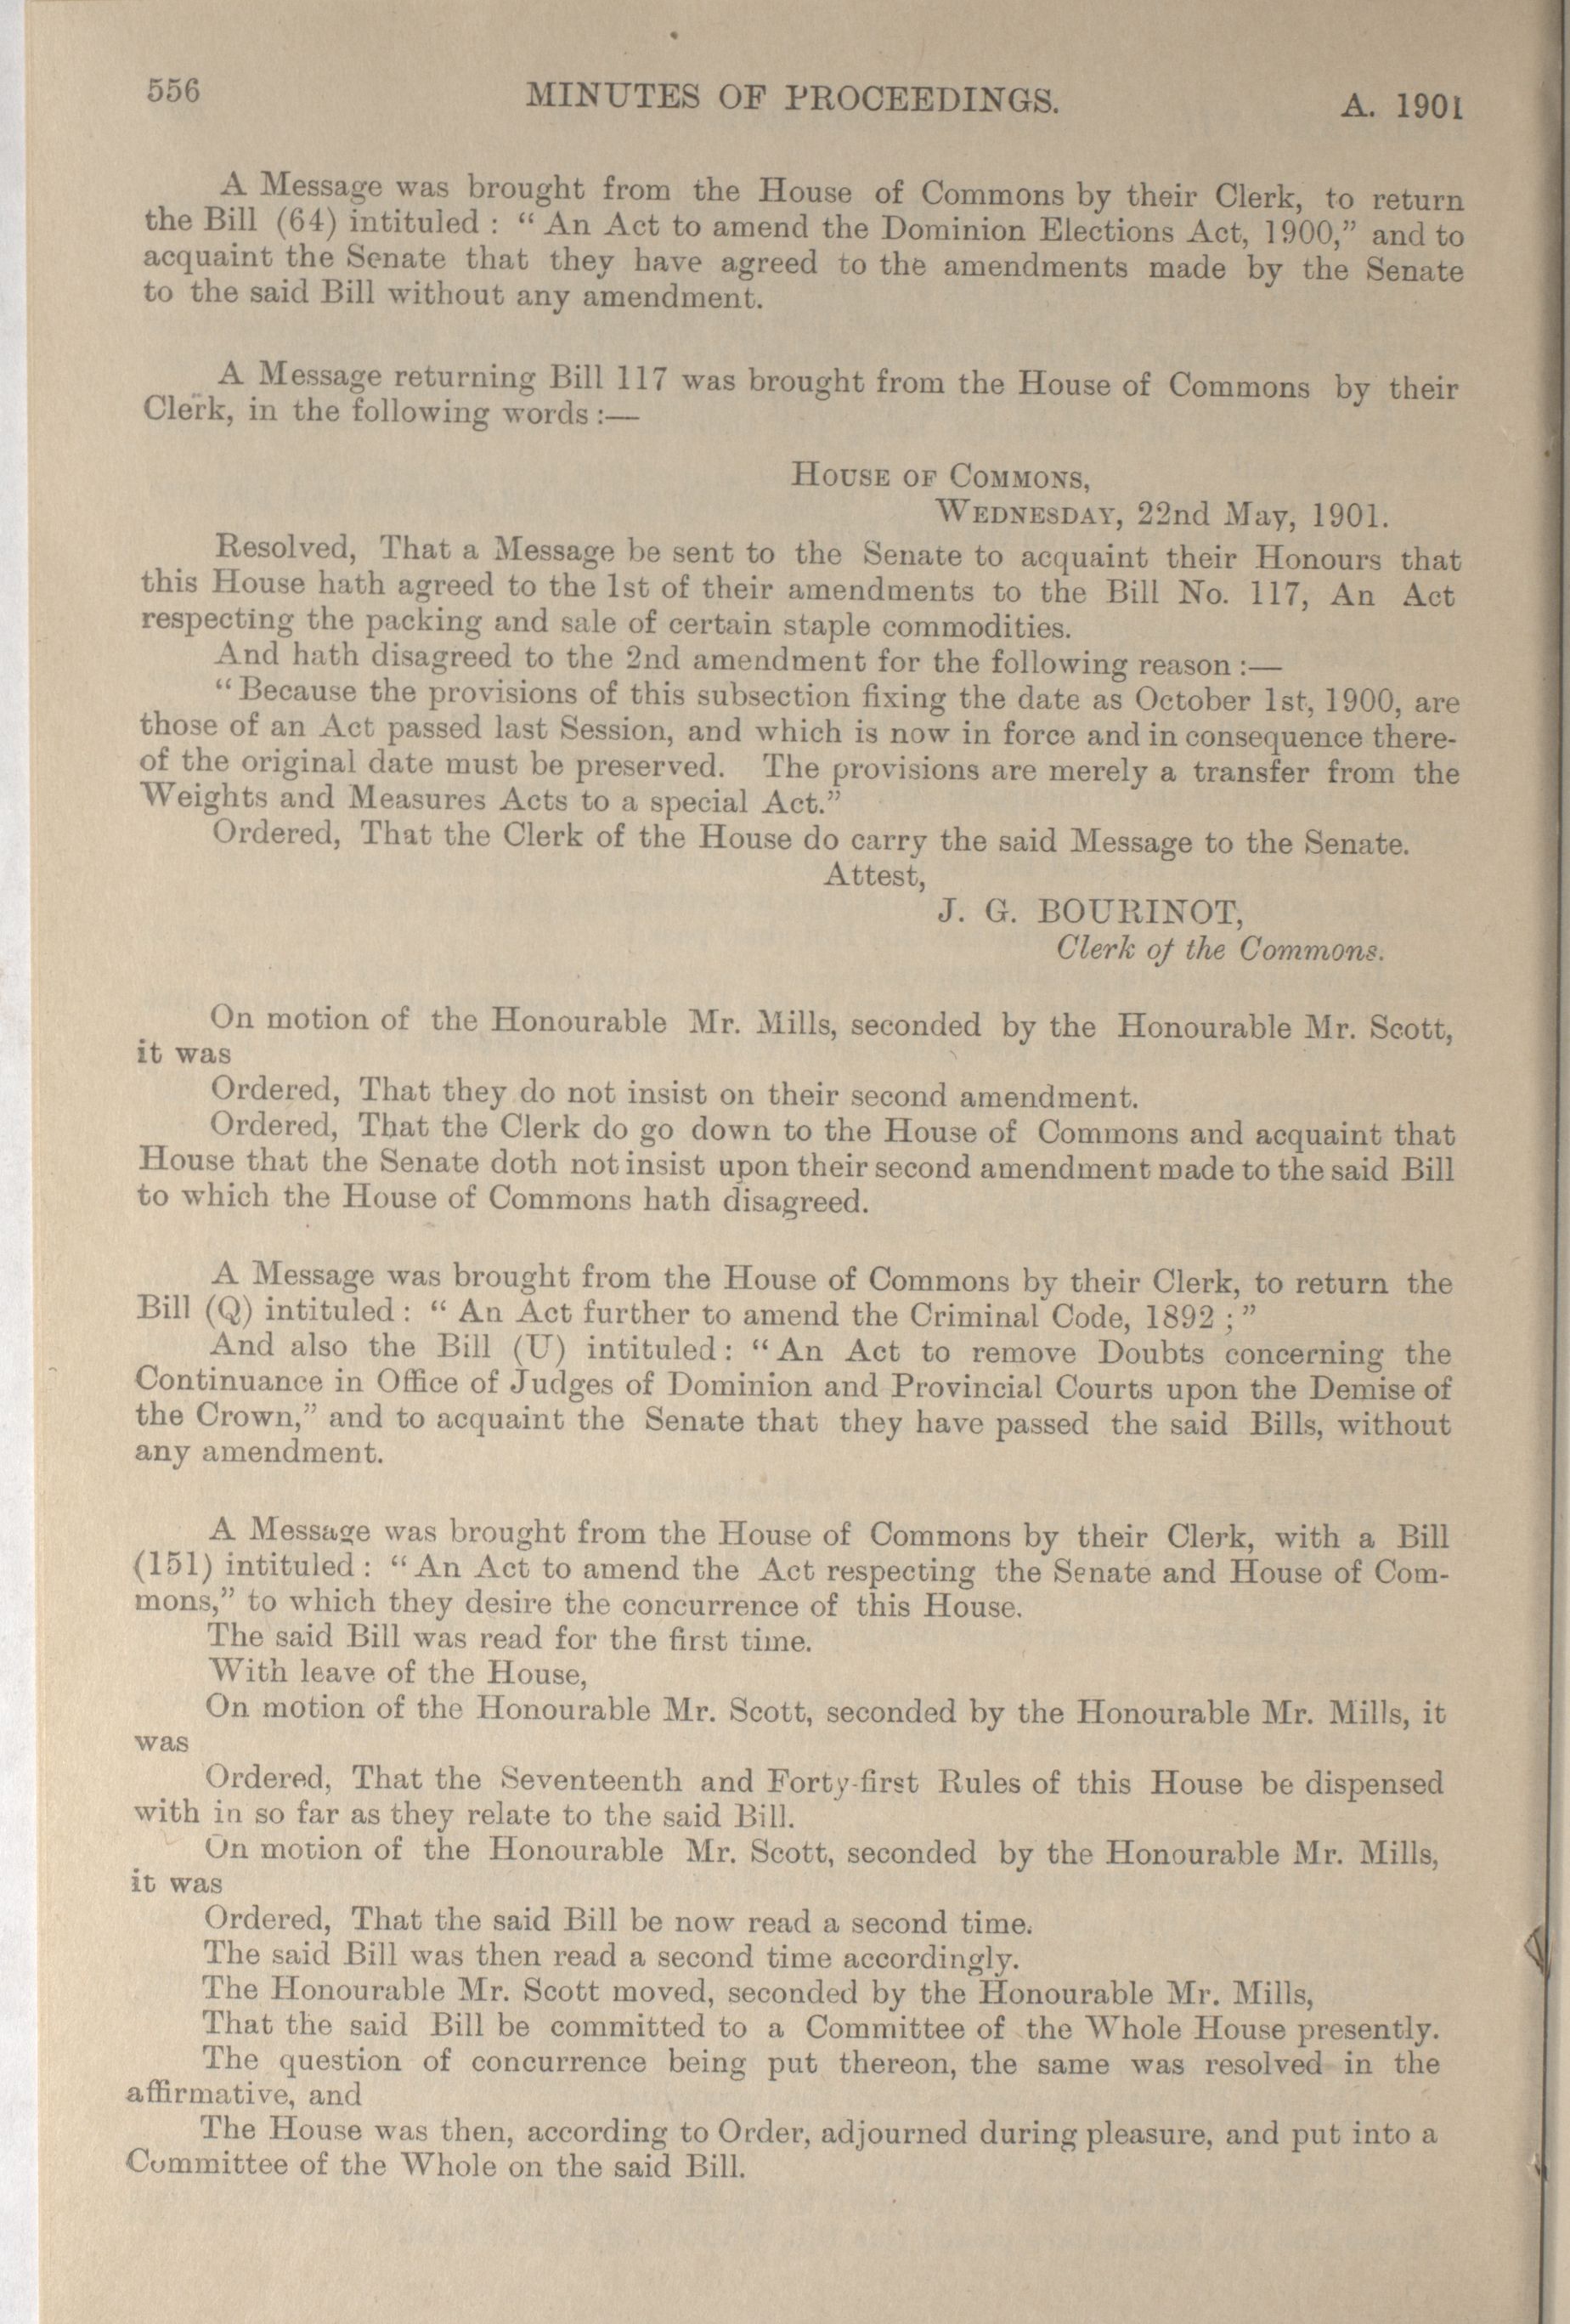 556
MINUTES OF PROCEEDINGS.
A. 1901
A Message was brought from the House of Commons by their Clerk, to return
the Bill (64) intituled : “ An Act to amend the Dominion Elections Act, 1900,” and to
acquaint the Senate that they have agreed to the amendments made by the Senate
to the said Bill without any amendment.
A Message returning Bill 117 was brought from the House of Commons by their
Clerk, in the following words :—
HOUSE OF COMMONS,
WEDNESDAY, 22nd May, 1901.
Resolved, That a Message be sent to the Senate to acquaint their Honours that
this House hath agreed to the 1st of their amendments to the Bill No. 117, An Act
respecting the packing and sale of certain staple commodities.
And hath disagreed to the 2nd amendment for the following reason :—
“Because the provisions of this subsection fixing the date as October 1st, 1900, are
those of an Act passed last Session, and which is now in force and in consequence there-
of the original date must be preserved. The provisions are merely a transfer from the
Weights and Measures Acts to a special Act.”
Ordered, That the Clerk of the House do carry the said Message to the Senate.
Attest,
J. G. BOURINOT,
Clerk of the Commons.
On motion of the Honourable Mr. Mills, seconded by the Honourable Mr. Scott,
it was
Ordered, That they do not insist on their second amendment.
Ordered, That the Clerk do go down to the House of Commons and acquaint that
House that the Senate doth not insist upon their second amendment made to the said Bill
to which the House of Commons hath disagreed.
A Message was brought from the House of Commons by their Clerk, to return the
Bill (Q) intituled : “ An Act further to amend the Criminal Code, 1892 ; ”
And also the Bill (U) intituled : “An Act to remove Doubts concerning the
Continuance in Office of Judges of Dominion and Provincial Courts upon the Demise of
the Crown,” and to acquaint the Senate that they have passed the said Bills, without
any amendment.
A Message was brought from the House of Commons by their Clerk, with a Bill
(151) intituled : “An Act to amend the Act respecting the Senate and House of Com-
mons,” to which they desire the concurrence of this House.
The said Bill was read for the first time.
With leave of the House,
On motion of the Honourable Mr. Scott, seconded by the Honourable Mr. Mills, it
was
Ordered, That the Seventeenth and Forty-first Rules of this House be dispensed
with in so far as they relate to the said Bill.
On motion of the Honourable Mr. Scott, seconded by the Honourable Mr. Mills,
it was
Ordered, That the said Bill be now read a second time.
The said Bill was then read a second time accordingly.
The Honourable Mr. Scott moved, seconded by the Honourable Mr. Mills,
That the said Bill be committed to a Committee of the Whole House presently.
The question of concurrence being put thereon, the same was resolved in the
affirmative, and
The House was then, according to Order, adjourned during pleasure, and put into a
Committee of the Whole on the said Bill.